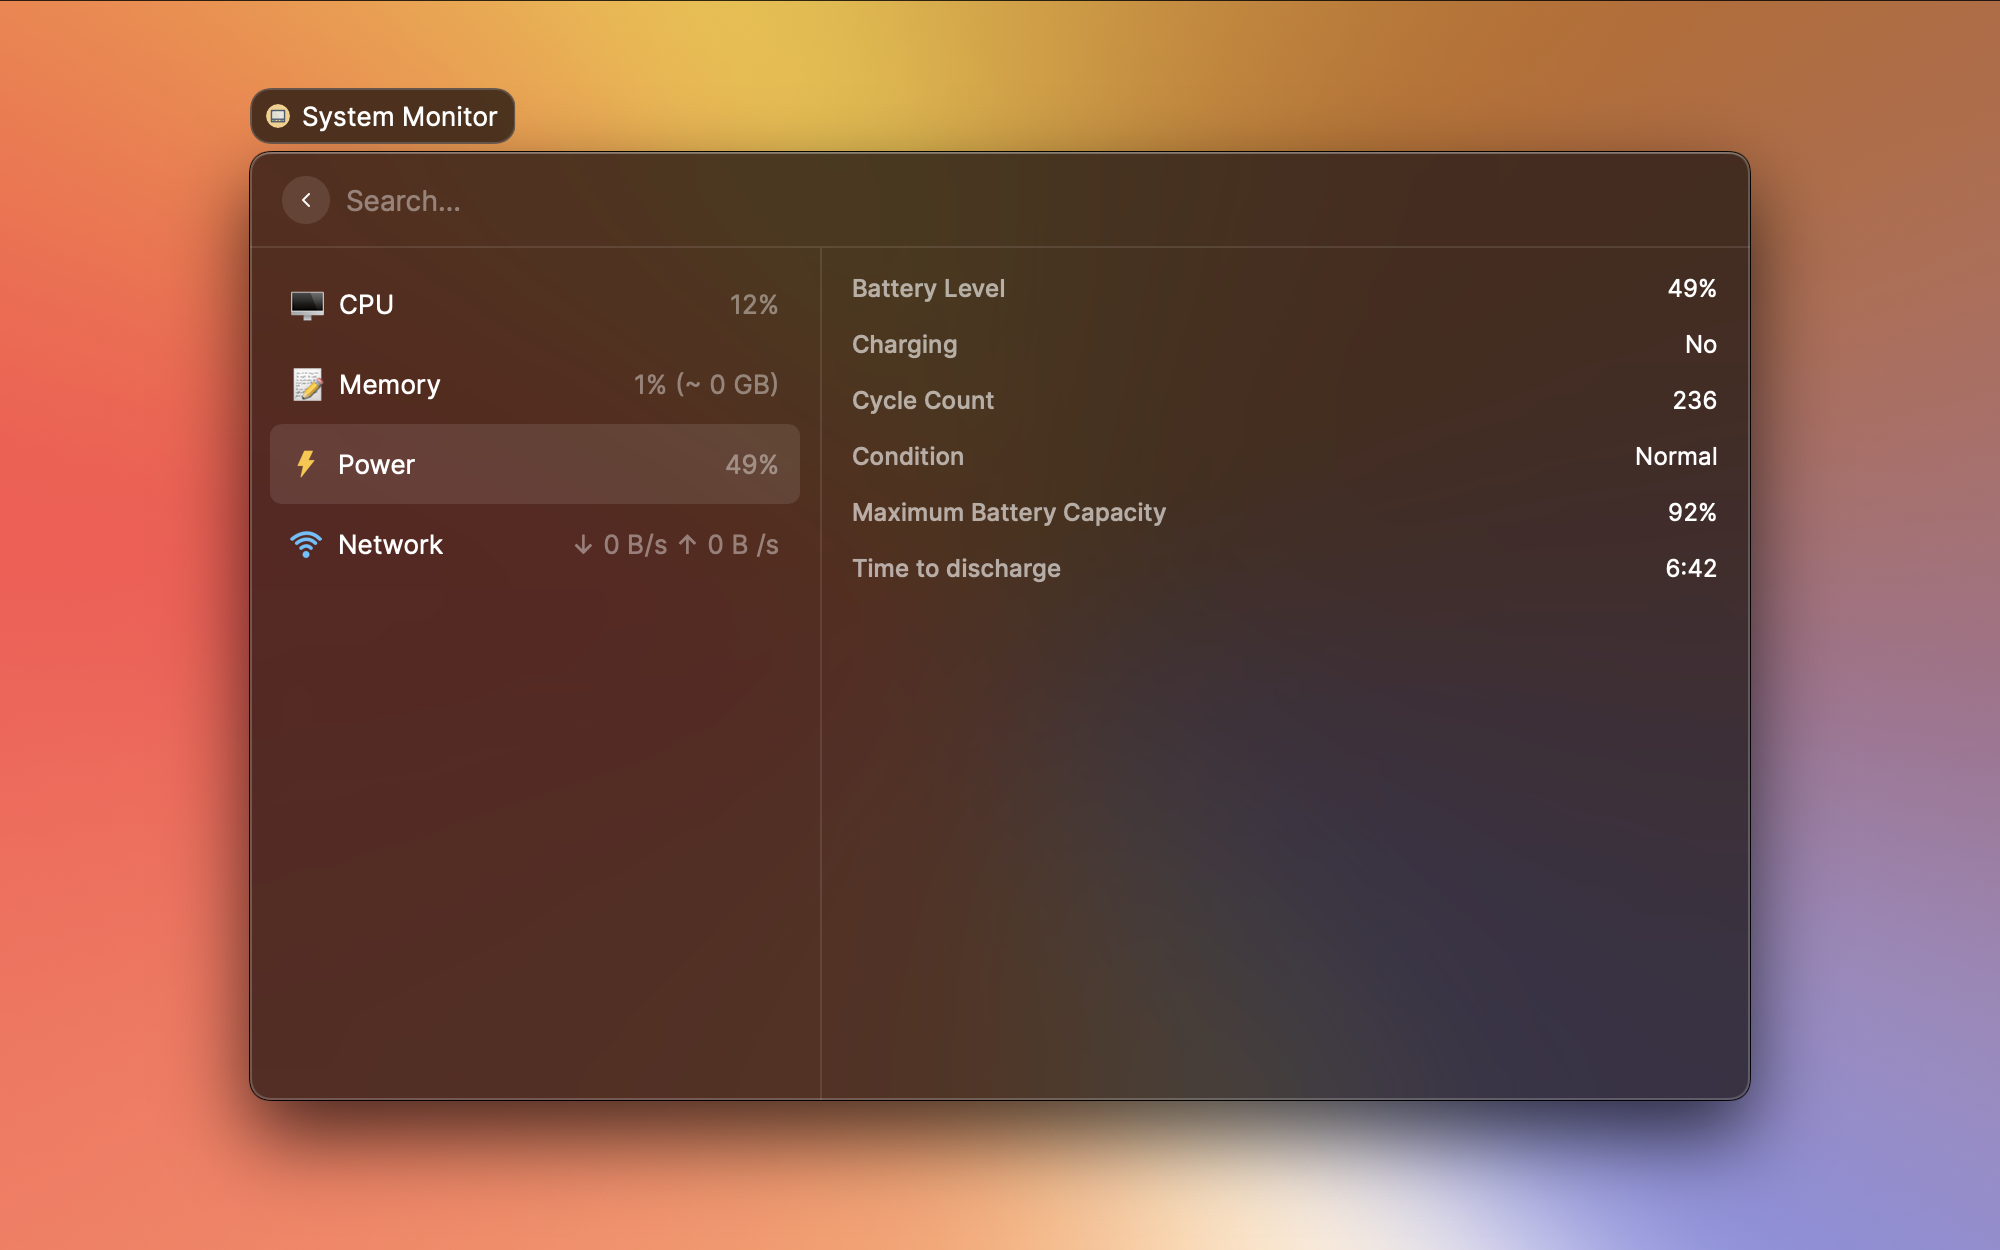 System Monitor
Search...
CPU 12%
Memory 1% (~ 0 GB)
Power 49%
Network ↓ 0 B/s ↑ 0 B /s
Battery Level 49%
Charging No
Cycle Count 236
Condition Normal
Maximum Battery Capacity 92%
Time to discharge 6:42